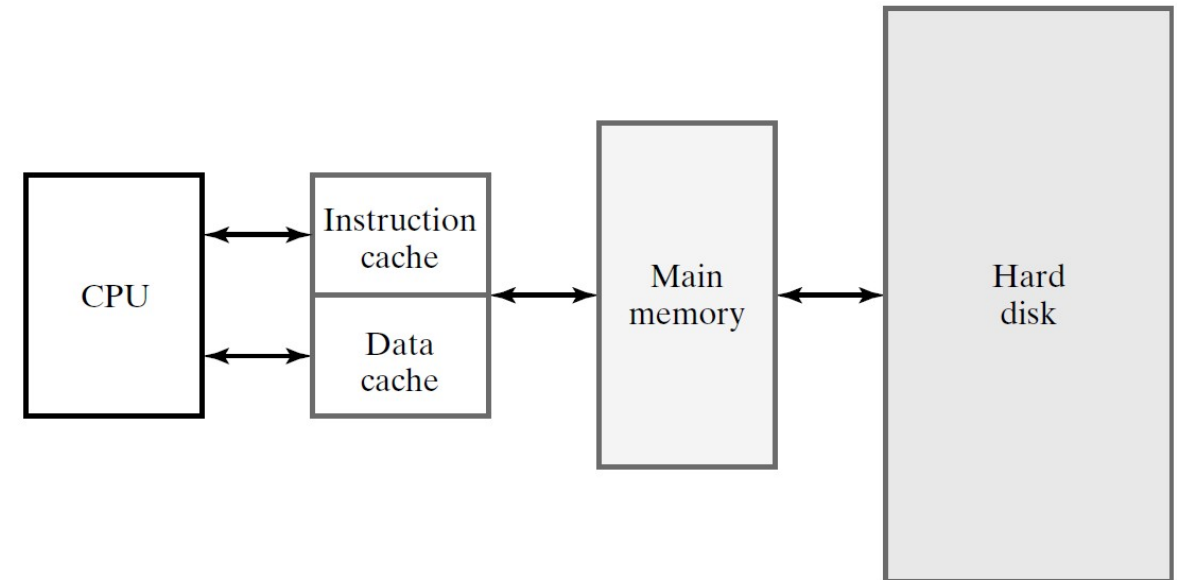 CPU
Instruction
cache
Data
cache
Main
memory
Hard
disk